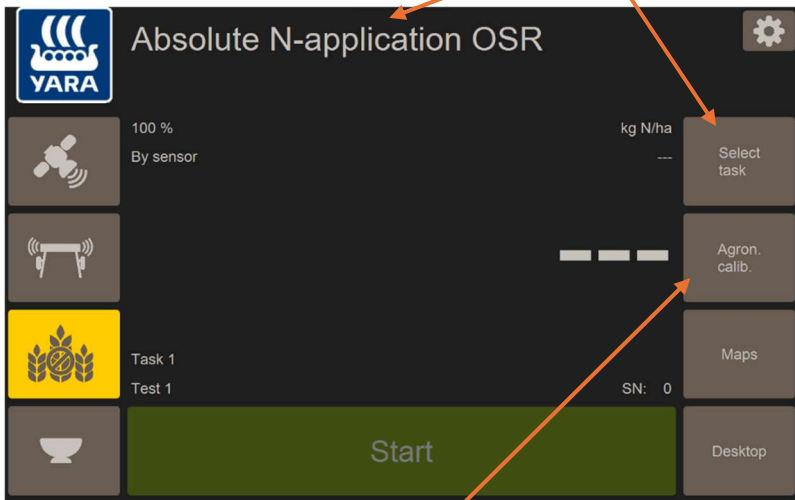 YARA
Absolute N-application OSR
100 %
kg N/ha
By sensor
---
Select
task
Agron.
calib.
Task 1
Maps
Test 1
SN: 0
Start
Desktop